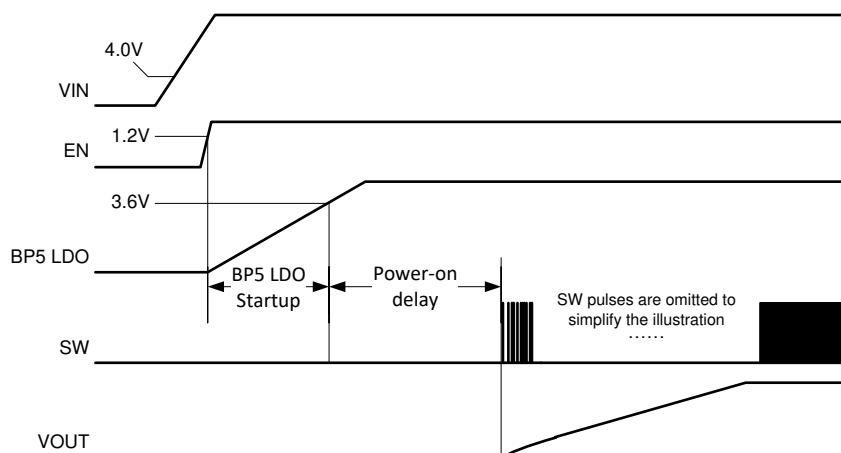 4.0V
VIN
1.2V
EN
3.6V
BP5 LDO
BP5 LDO
Startup
Power-on
delay
SW pulses are omitted to
simplify the illustration
......
SW
VOUT